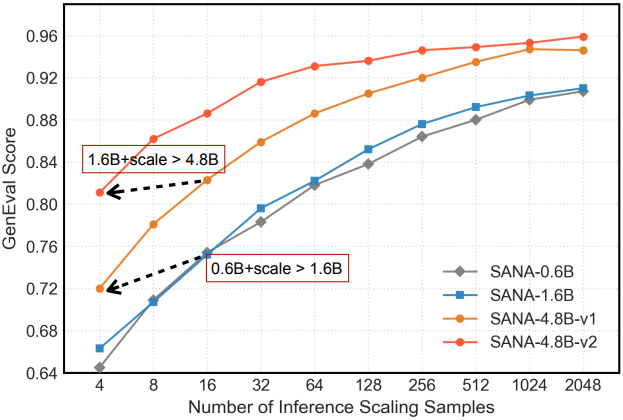 0.96
0.92
0.88
0.84
0.80
0.76
0.72
0.68
0.64
GenEval Score
1.6B+scale > 4.8B
0.6B+scale > 1.6B
SANA-0.6B
SANA-1.6B
SANA-4.8B-v1
SANA-4.8B-v2
4 8 16 32 64 128 256 512 1024 2048
Number of Inference Scaling Samples